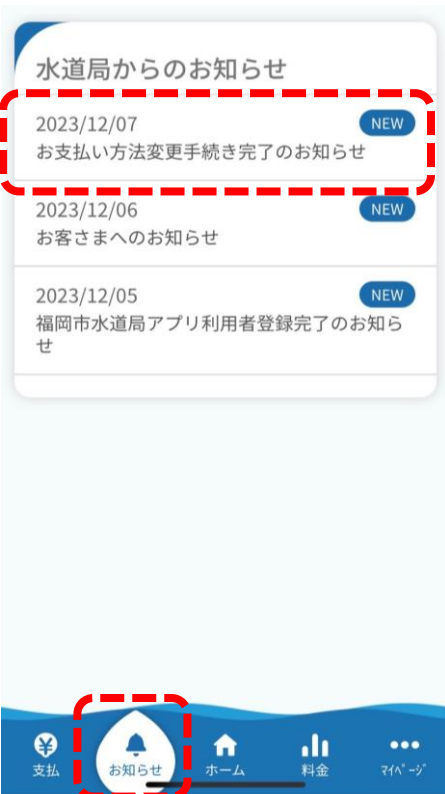 水道局からのお知らせ
2023/12/07 NEW
お支払い方法変更手続き完了のお知らせ
2023/12/06 NEW
お客さまへのお知らせ
2023/12/05 NEW
福岡市水道局アプリ利用者登録完了のお知ら
せ
¥
支払 お知らせ ホーム 料金 ﾏｲﾍﾟｰｼﾞ